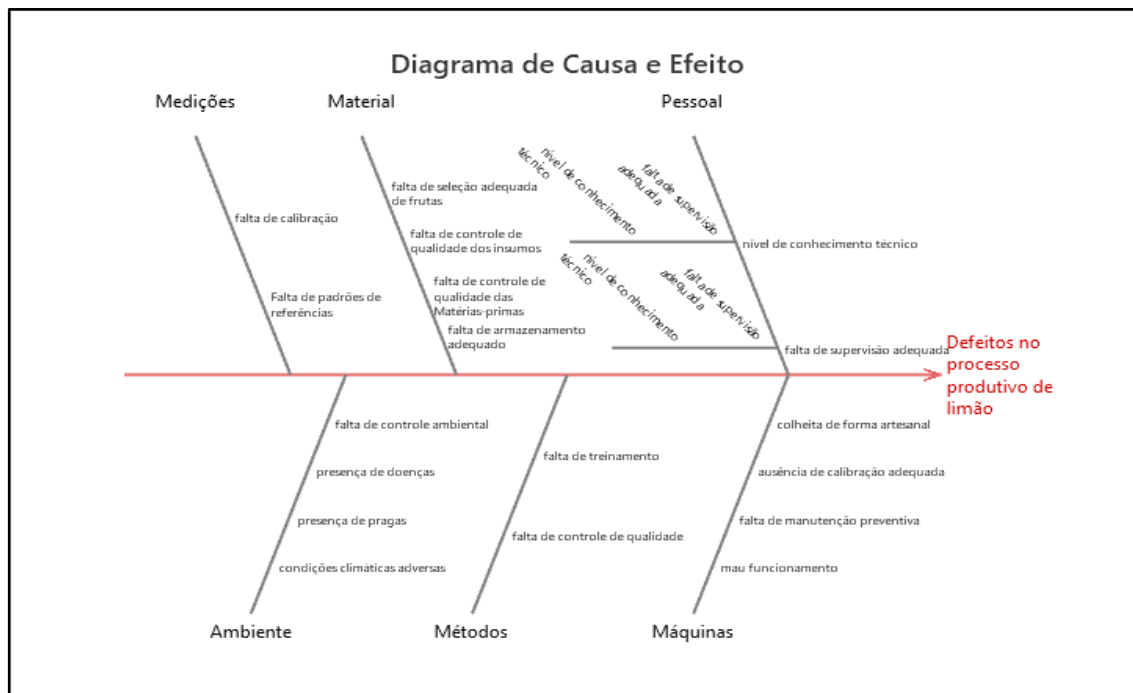 Diagrama de Causa e Efeito
Medições
Material
Pessoal
falta de calibração
Falta de padrões de
referências
falta de seleção adequada
de frutas
falta de controle de
qualidade dos insumos
falta de controle de
qualidade das
Matérias-primas
falta de armazenamento
adequado
nível de conhecimento
técnico
falta de supervisão
adequada
nivel de conhecimento técnico
nível de conhecimento
técnico
falta de supervisão
adequada
falta de supervisão adequada
Defeitos no
processo
produtivo de
limão
falta de controle ambiental
presença de doenças
presença de pragas
condições climáticas adversas
falta de treinamento
falta de controle de qualidade
colheita de forma artesanal
ausência de calibração adequada
falta de manutenção preventiva
mau funcionamento
Ambiente
Métodos
Máquinas